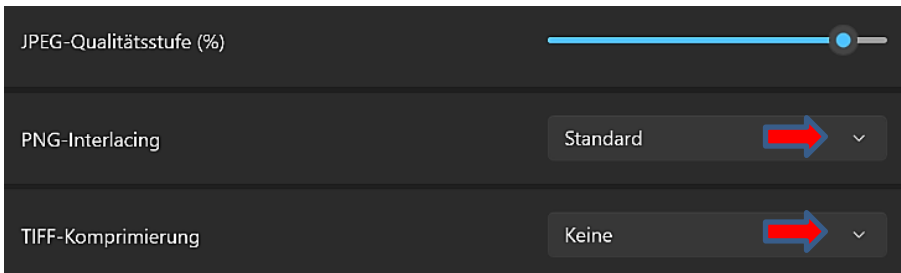 JPEG-Qualitätsstufe (%)
PNG-Interlacing
Standard
TIFF-Komprimierung
Keine